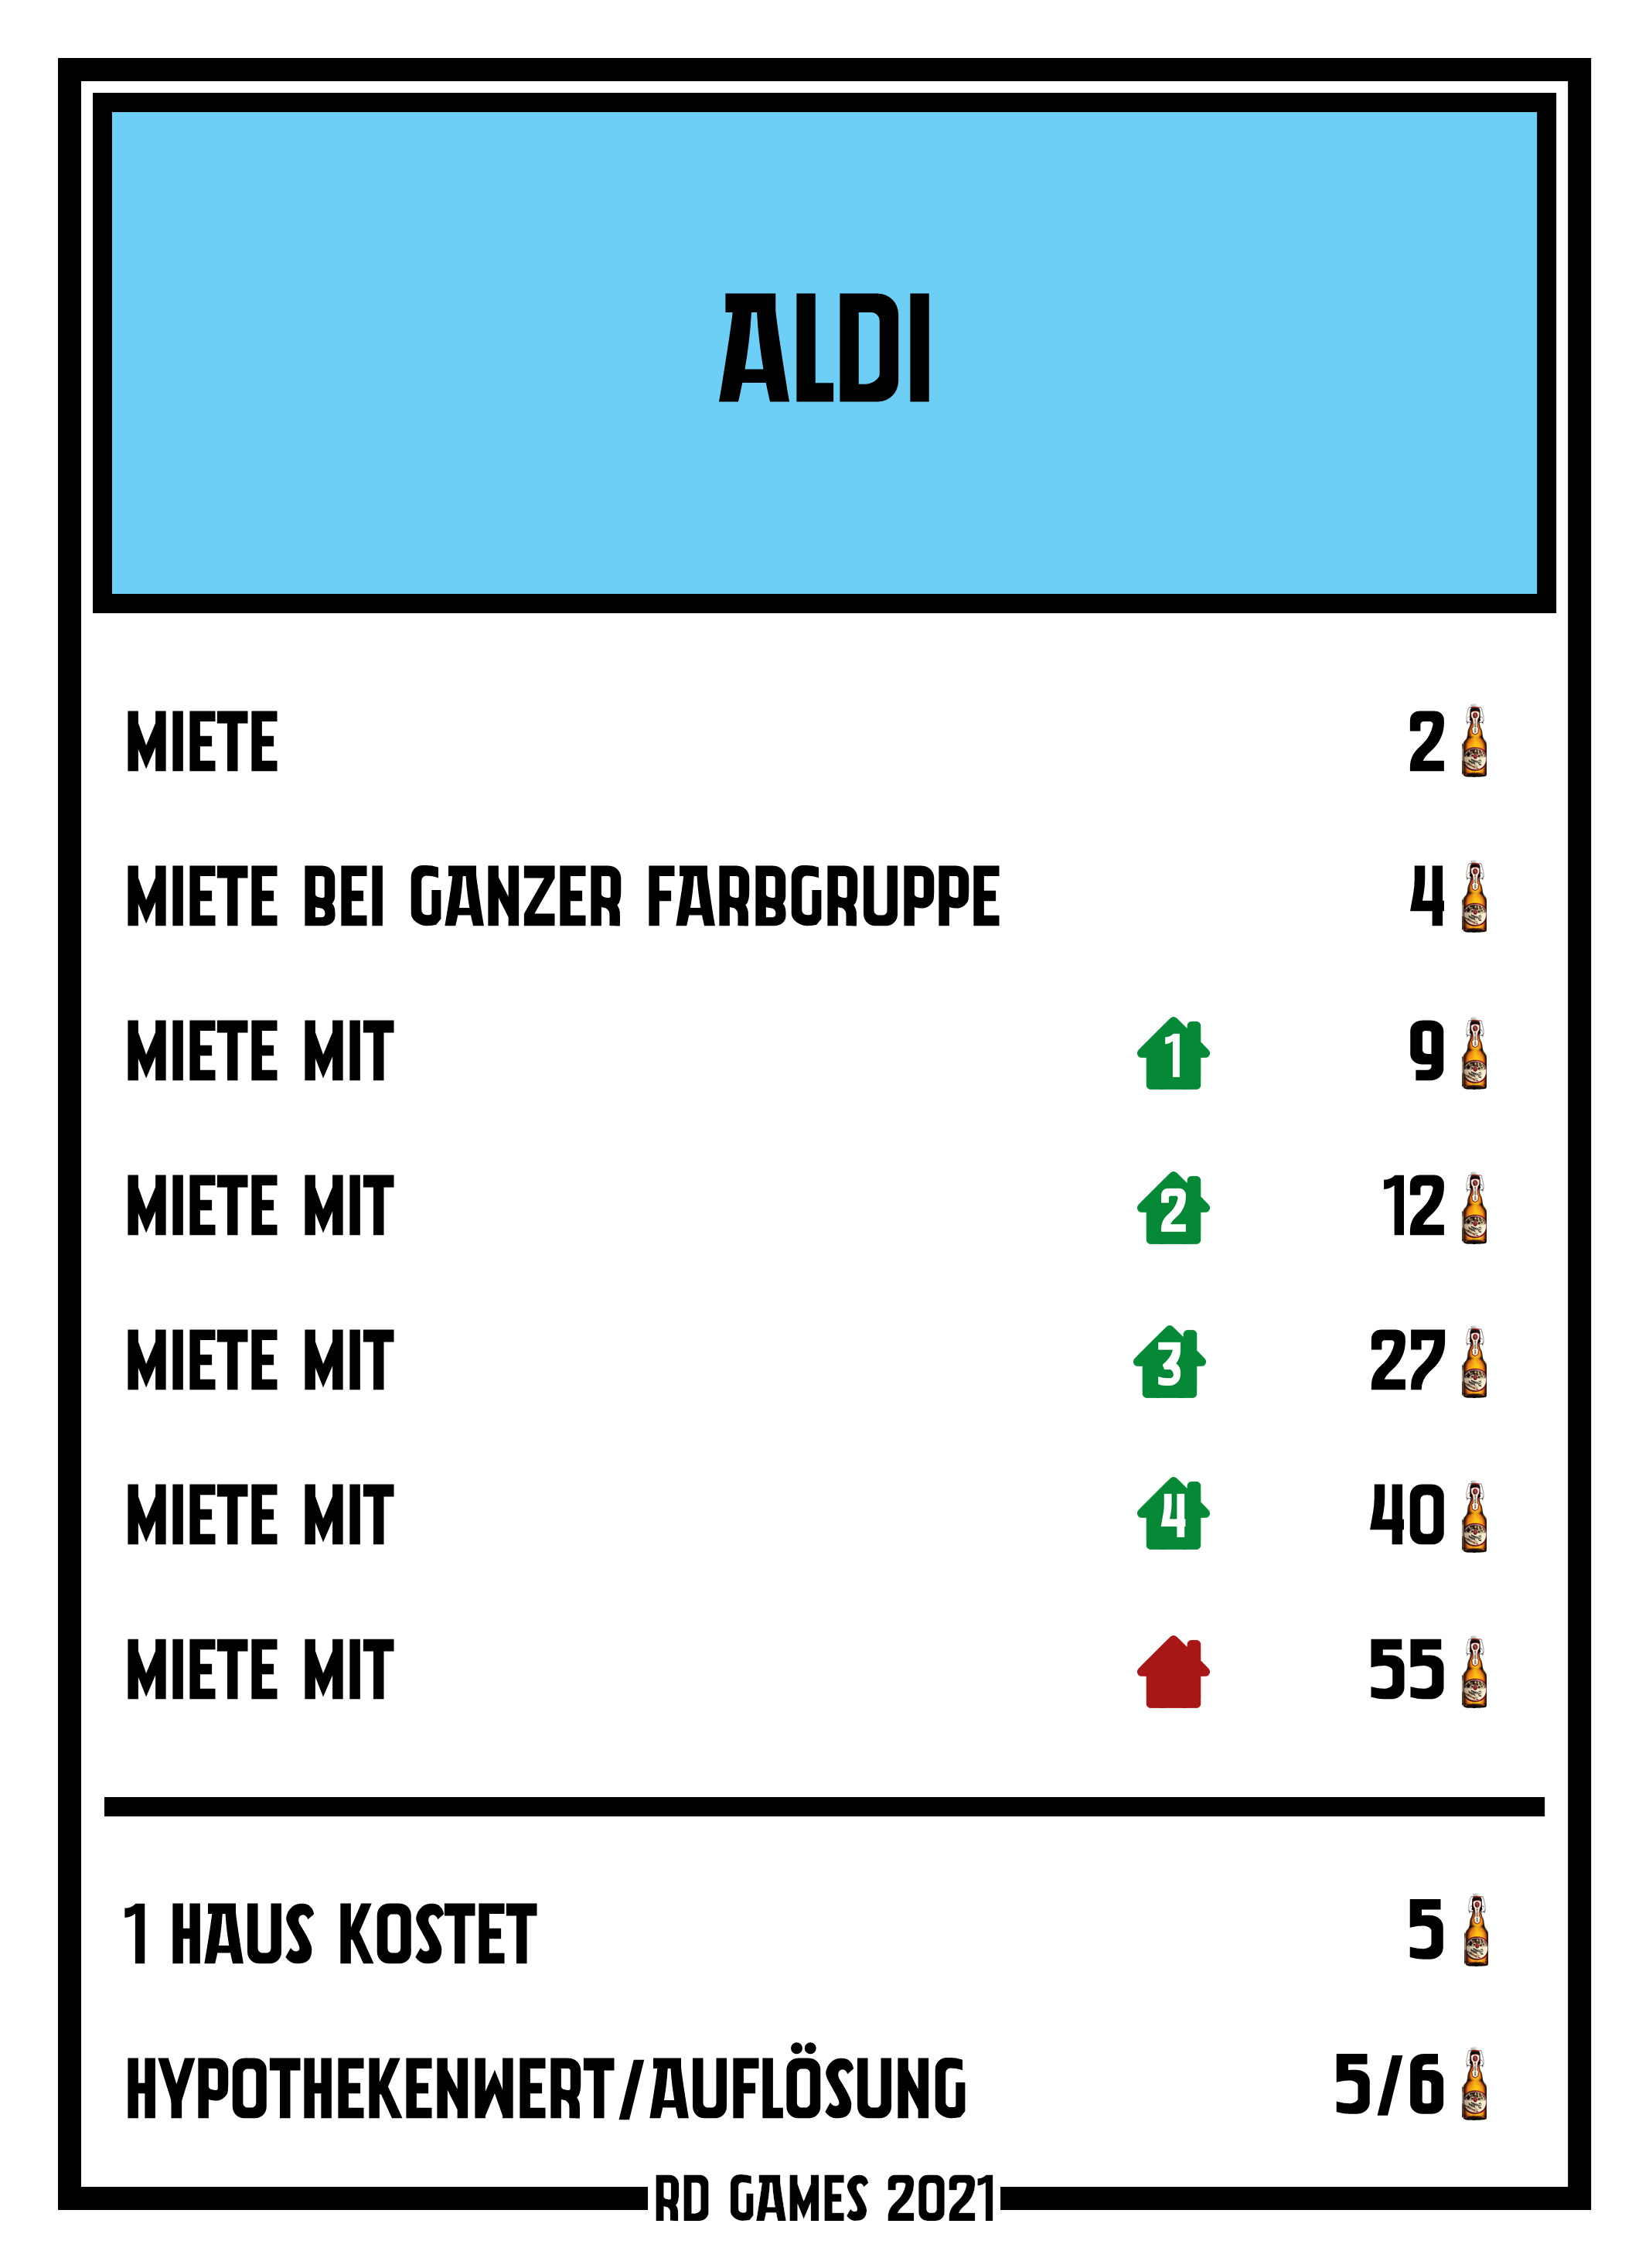 ALDI
MIETE 2
MIETE BEI GANZER FARBGRUPPE 4
MIETE MIT 1 9
MIETE MIT 2 12
MIETE MIT 3 27
MIETE MIT 4 40
MIETE MIT 55
1 HAUS KOSTET 5
HYPOTHEKENWERT/AUFLÖSUNG 5/6
RD GAMES 2021